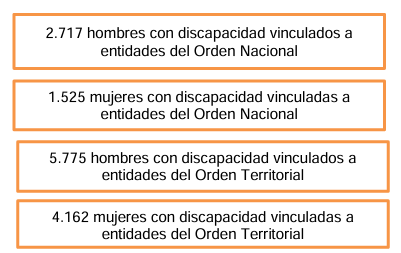 2.717 hombres con discapacidad vinculados a
entidades del Orden Nacional
1.525 mujeres con discapacidad vinculadas a
entidades del Orden Nacional
5.775 hombres con discapacidad vinculados a
entidades del Orden Territorial
4.162 mujeres con discapacidad vinculadas a
entidades del Orden Territorial